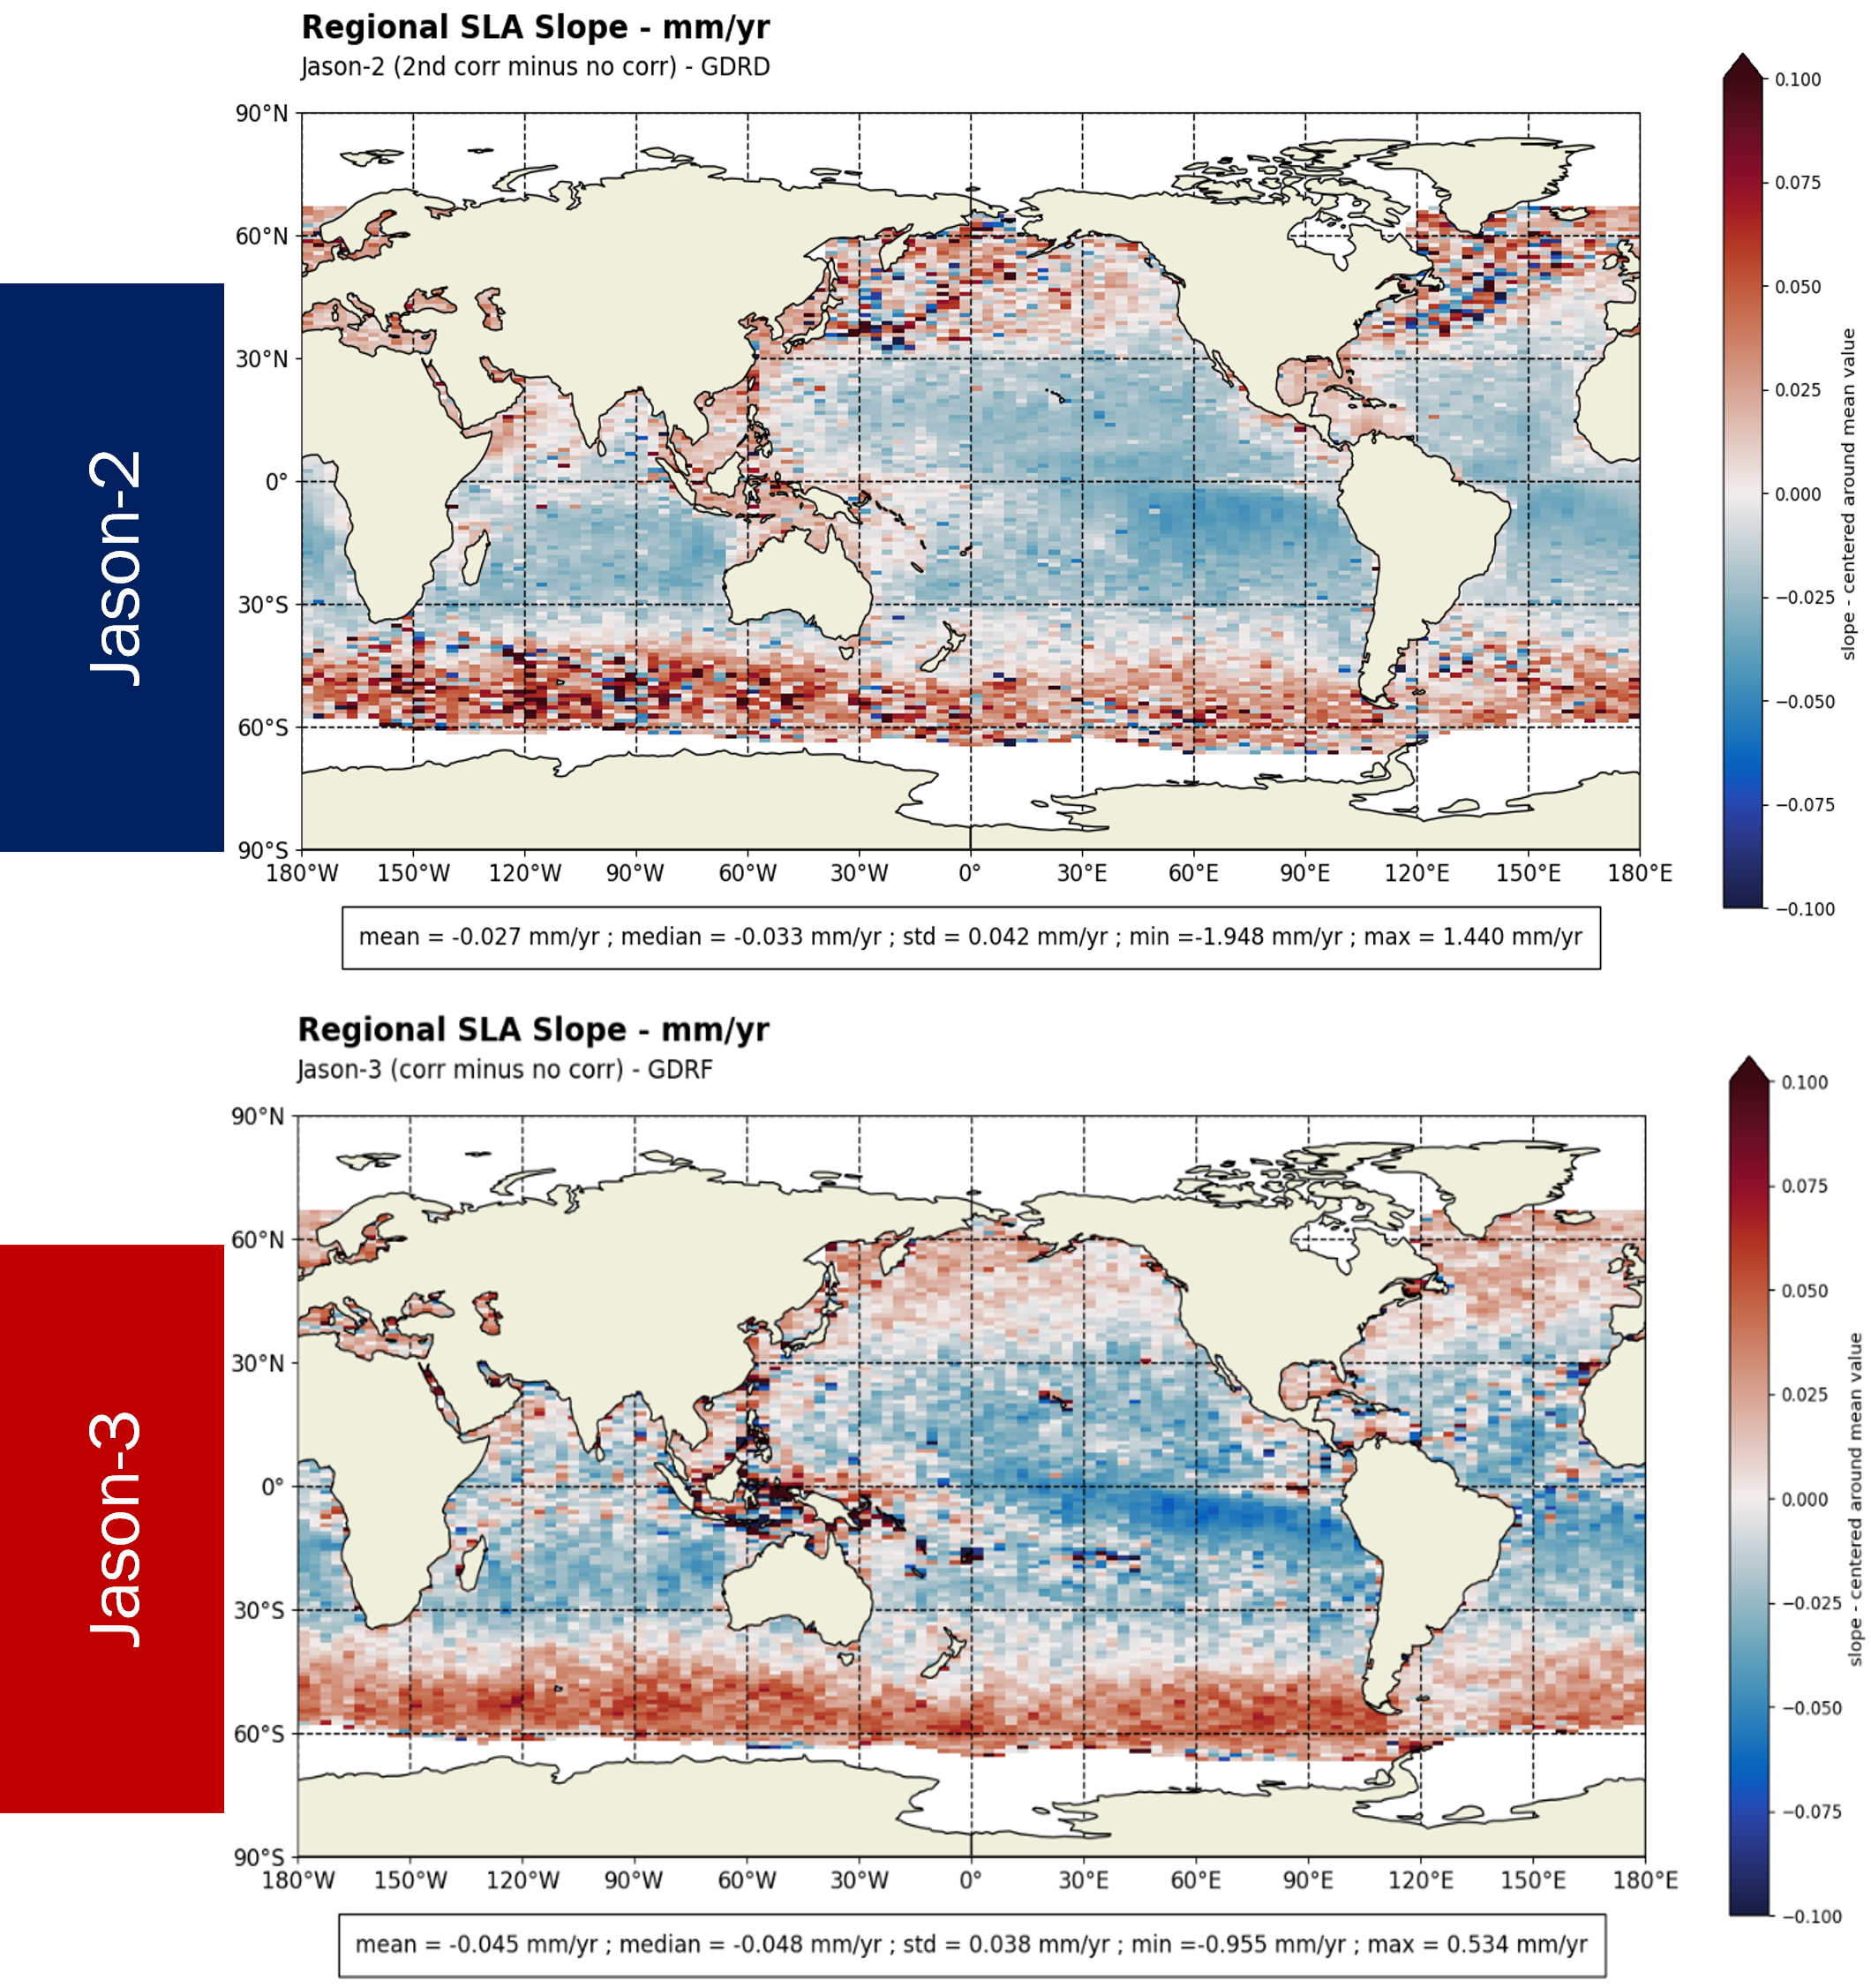 Regional SLA Slope - mm/yr
Jason-2 (2nd corr minus no corr) - GDRD
Jason-2
90°N
60°N
30°N
0°
30°S
60°S
90°S
180°W 150°W 120°W 90°W 60°W 30°W 0° 30°E 60°E 90°E 120°E 150°E 180°E
0.100
0.075
0.050
0.025
0.000
−0.025
−0.050
−0.075
−0.100
slope - centered around mean value
mean = -0.027 mm/yr ; median = -0.033 mm/yr ; std = 0.042 mm/yr ; min =-1.948 mm/yr ; max = 1.440 mm/yr
Regional SLA Slope - mm/yr
Jason-3 (corr minus no corr) - GDRF
Jason-3
90°N
60°N
30°N
0°
30°S
60°S
90°S
180°W 150°W 120°W 90°W 60°W 30°W 0° 30°E 60°E 90°E 120°E 150°E 180°E
0.100
0.075
0.050
0.025
0.000
−0.025
−0.050
−0.075
−0.100
slope - centered around mean value
mean = -0.045 mm/yr ; median = -0.048 mm/yr ; std = 0.038 mm/yr ; min =-0.955 mm/yr ; max = 0.534 mm/yr